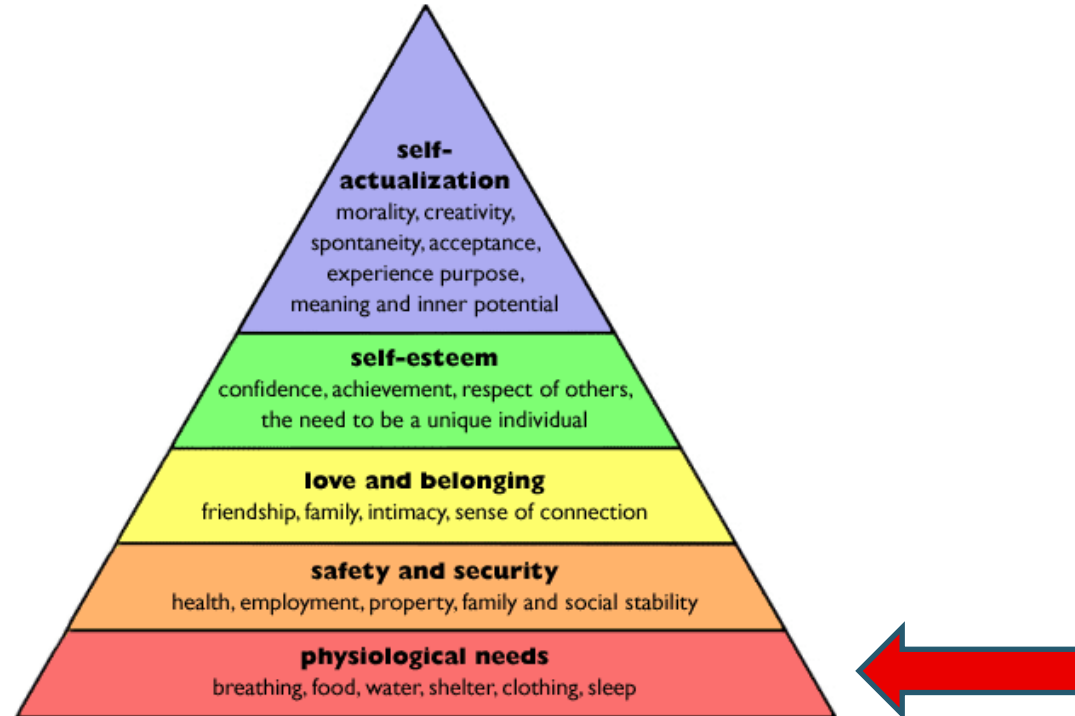 self-
actualization
morality, creativity,
spontaneity, acceptance,
experience purpose,
meaning and inner potential
self-esteem
confidence, achievement, respect of others,
the need to be a unique individual
love and belonging
friendship, family, intimacy, sense of connection
safety and security
health, employment, property, family and social stability
physiological needs
breathing, food, water, shelter, clothing, sleep